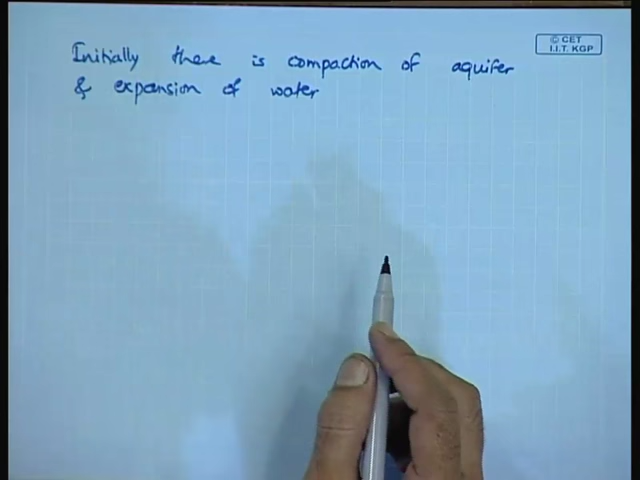 Initially there is compaction of aquifer
& expansion of water
© CET
I.I.T. KGP